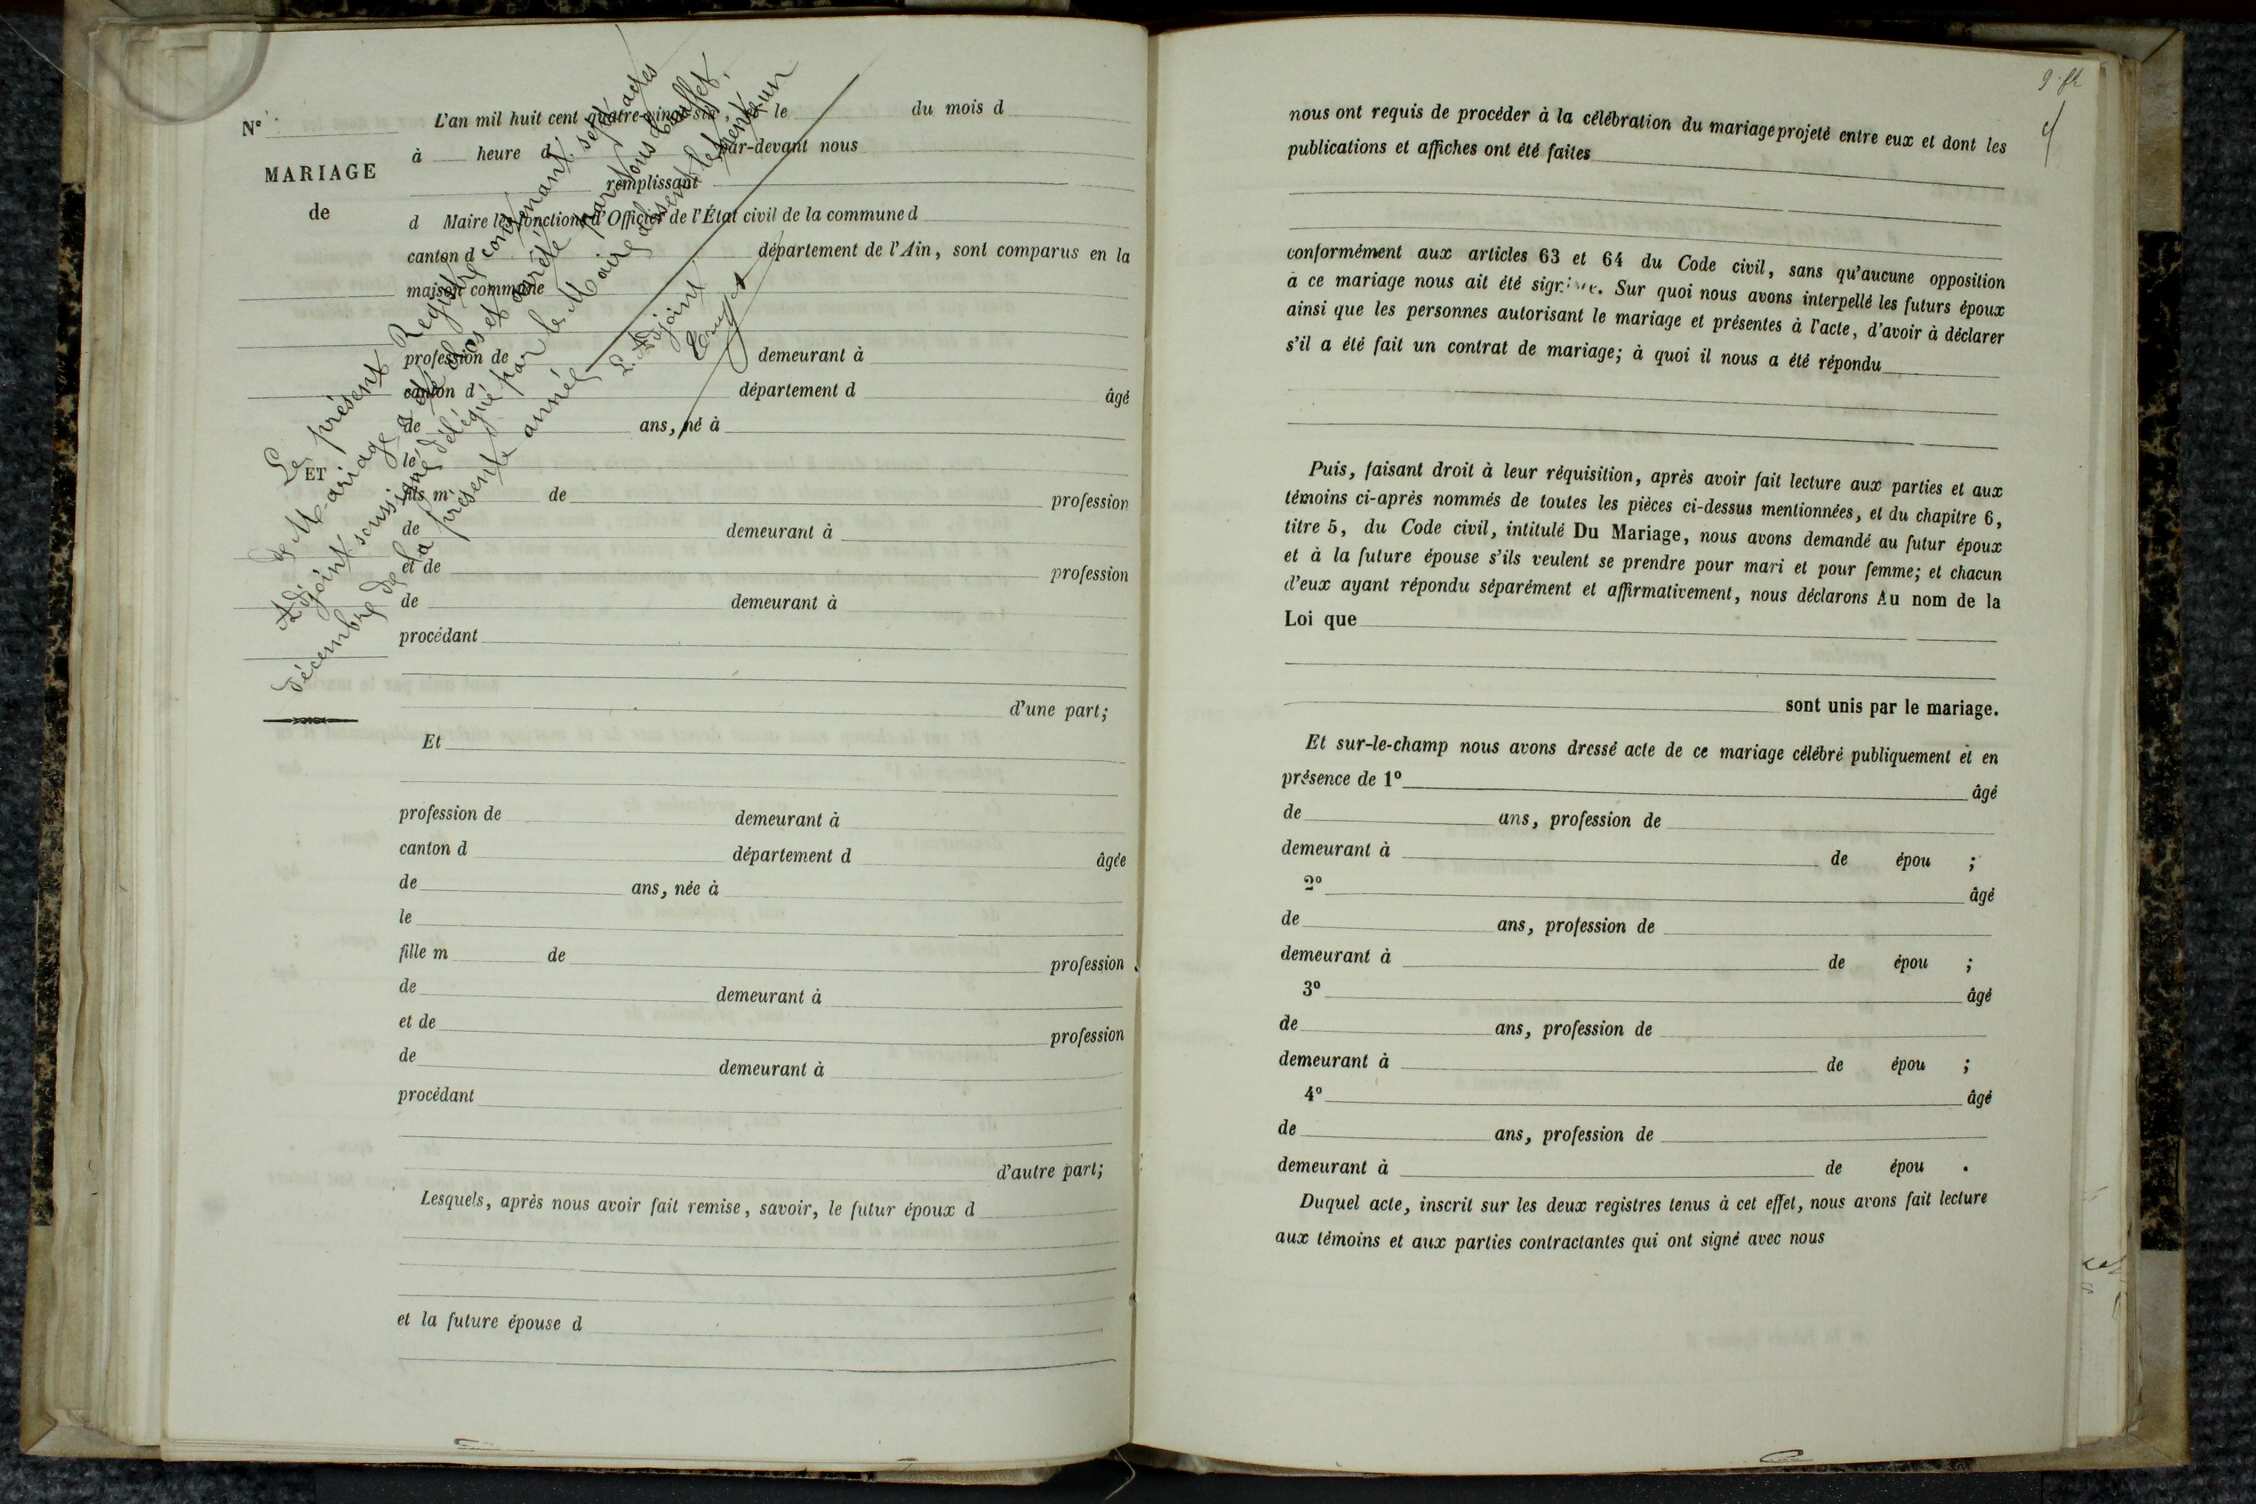 N°
MARIAGE
de
ET
L'an mil huit cent quatre-vingt-six, le du mois d
à heure d par-devant nous
remplissant
d Maire les fonctions d'Officier de l'État civil de la commune d
canton d département de l'Ain, sont comparus en la
maison commune
profession de demeurant à
canton d département d âgé
de ans, né à
le
fils m de profession
de demeurant à
et de profession
de demeurant à
procédant
d'une part;
Et
profession de demeurant à
canton d département d âgée
de ans, née à
le
fille m de profession
de demeurant à
et de profession
de demeurant à
procédant
d'autre part;
Lesquels, après nous avoir fait remise, savoir, le futur époux d
et la future épouse d
Le présent Registre contenant sept actes
de Mariage a été clos et arrêté par Nous
Adjoint soussigné délégué par le Maire
décembre de la présente année
L'Adjoint
9. ft
nous ont requis de procéder à la célébration du mariage projeté entre eux et dont les
publications et affiches ont été faites
conformément aux articles 63 et 64 du Code civil, sans qu'aucune opposition
à ce mariage nous ait été signifiée. Sur quoi nous avons interpellé les futurs époux
ainsi que les personnes autorisant le mariage et présentes à l'acte, d'avoir à déclarer
s'il a été fait un contrat de mariage; à quoi il nous a été répondu
Puis, faisant droit à leur réquisition, après avoir fait lecture aux parties et aux
témoins ci-après nommés de toutes les pièces ci-dessus mentionnées, et du chapitre 6,
titre 5, du Code civil, intitulé Du Mariage, nous avons demandé au futur époux
et à la future épouse s'ils veulent se prendre pour mari et pour femme; et chacun
d'eux ayant répondu séparément et affirmativement, nous déclarons Au nom de la
Loi que
sont unis par le mariage.
Et sur-le-champ nous avons dressé acte de ce mariage célébré publiquement et en
présence de 1° âgé
de ans, profession de
demeurant à de épou ;
2° âgé
de ans, profession de
demeurant à de épou ;
3° âgé
de ans, profession de
demeurant à de épou ;
4° âgé
de ans, profession de
demeurant à de épou .
Duquel acte, inscrit sur les deux registres tenus à cet effet, nous avons fait lecture
aux témoins et aux parties contractantes qui ont signé avec nous